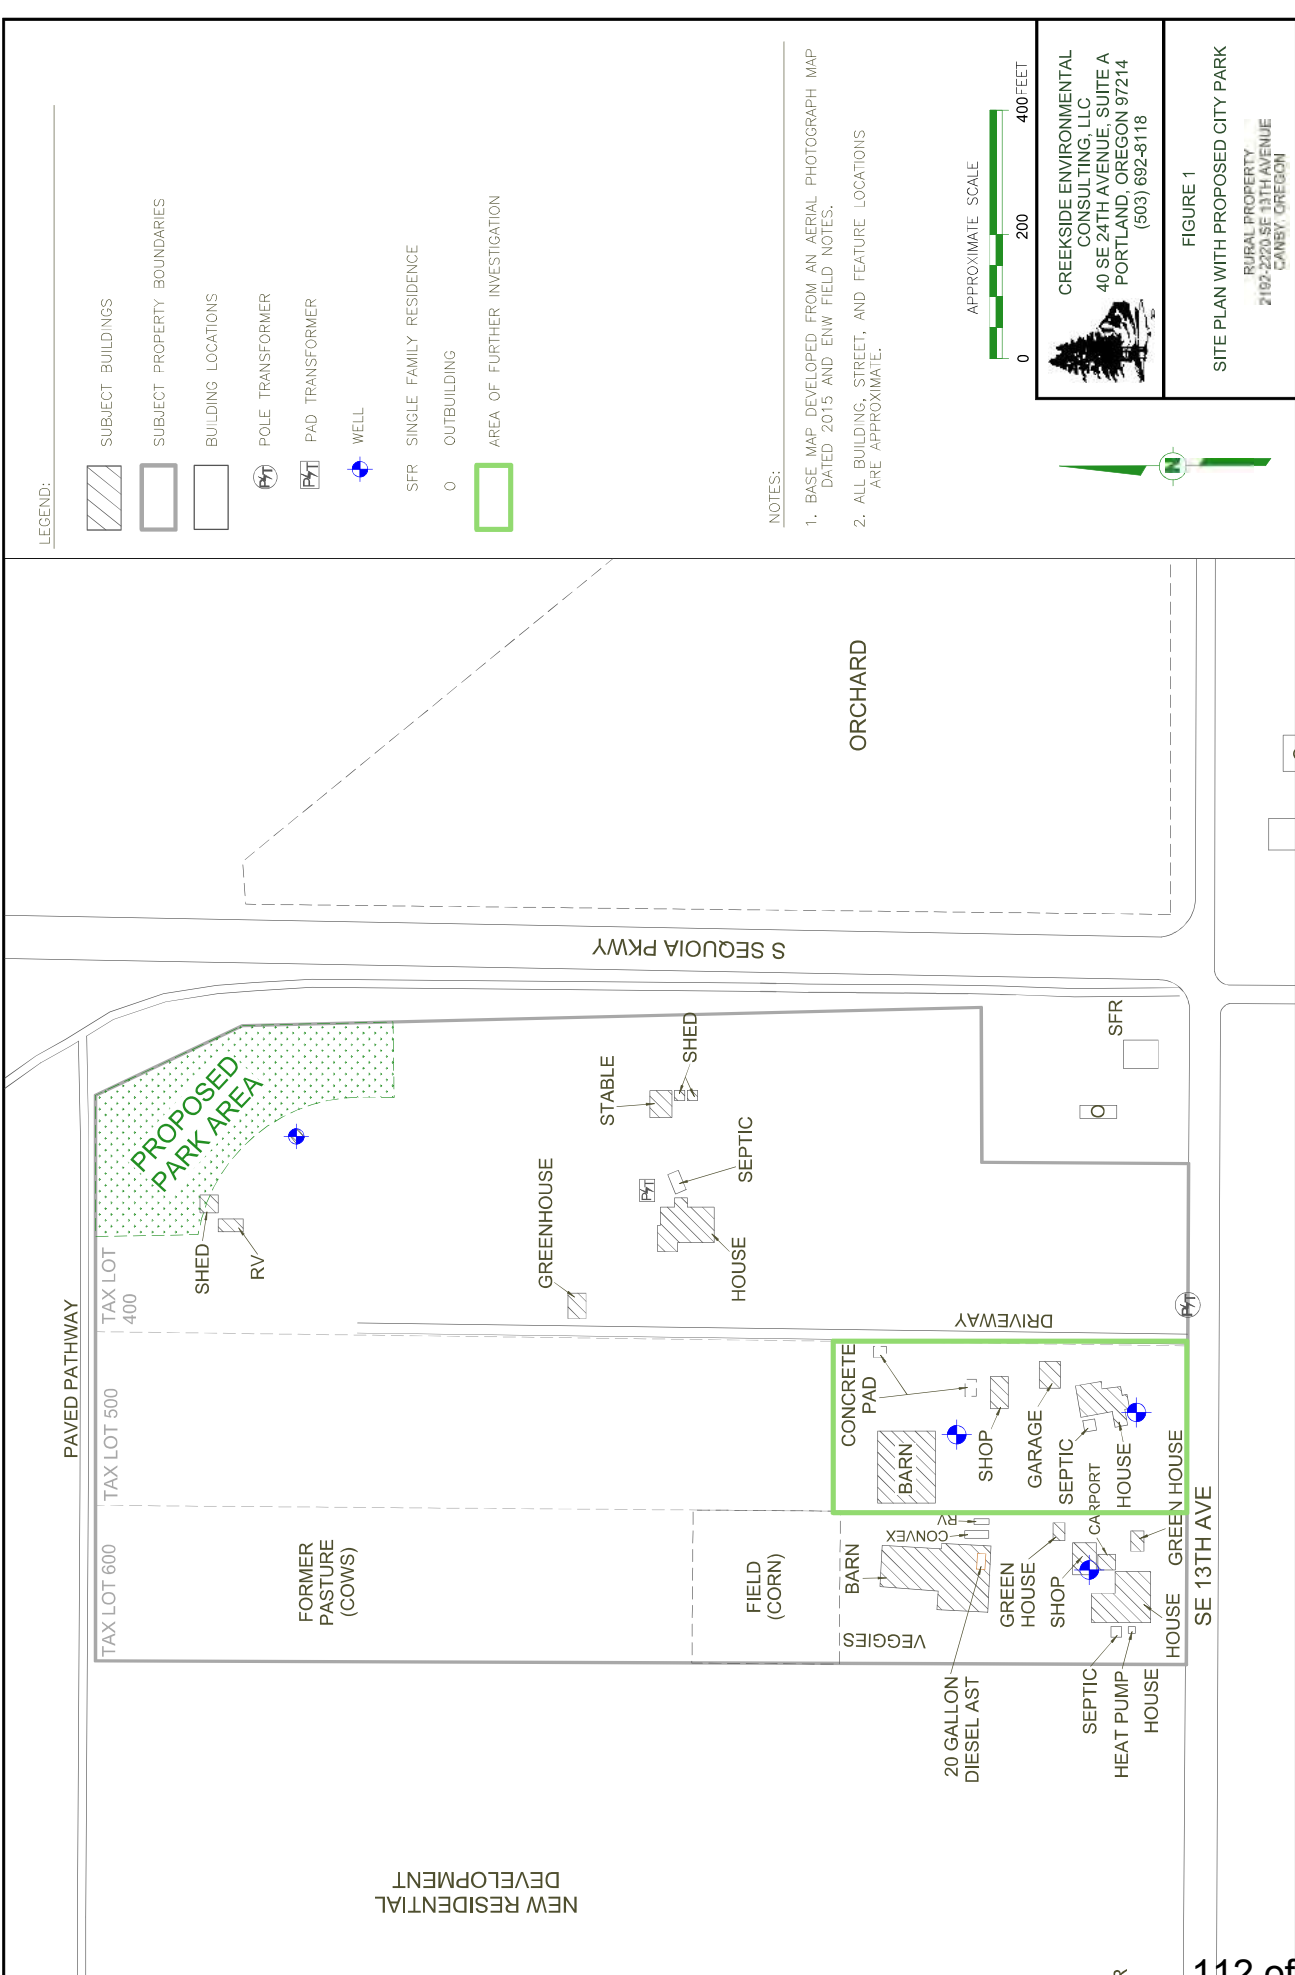 LEGEND:
SUBJECT BUILDINGS
SUBJECT PROPERTY BOUNDARIES
BUILDING LOCATIONS
POLE TRANSFORMER
PAD TRANSFORMER
WELL
SFR SINGLE FAMILY RESIDENCE
O OUTBUILDING
AREA OF FURTHER INVESTIGATION
NOTES:
1. BASE MAP DEVELOPED FROM AN AERIAL PHOTOGRAPH MAP
DATED 2015 AND ENW FIELD NOTES.
2. ALL BUILDING, STREET, AND FEATURE LOCATIONS
ARE APPROXIMATE.
APPROXIMATE SCALE
0 200 400 FEET
CREEKSIDE ENVIRONMENTAL
CONSULTING, LLC
40 SE 24TH AVENUE, SUITE A
PORTLAND, OREGON 97214
(503) 692-8118
FIGURE 1
SITE PLAN WITH PROPOSED CITY PARK
RURAL PROPERTY
2192-2220 SE 13TH AVENUE
CANBY, OREGON
N
ORCHARD
S SEQUOIA PKWY
PROPOSED
PARK AREA
SHED
RV
TAX LOT
400
PAVED PATHWAY
TAX LOT 500
TAX LOT 600
STABLE
SHED
SEPTIC
GREENHOUSE
HOUSE
SFR
O
DRIVEWAY
CONCRETE
PAD
BARN
SHOP
GARAGE
SEPTIC
HOUSE
CARPORT
GREEN HOUSE
SE 13TH AVE
FORMER
PASTURE
(COWS)
FIELD
(CORN)
BARN
CONVEX
RV
VEGGIES
GREEN
HOUSE
SHOP
HOUSE
20 GALLON
DIESEL AST
SEPTIC
HEAT PUMP
HOUSE
NEW RESIDENTIAL
DEVELOPMENT
112 of